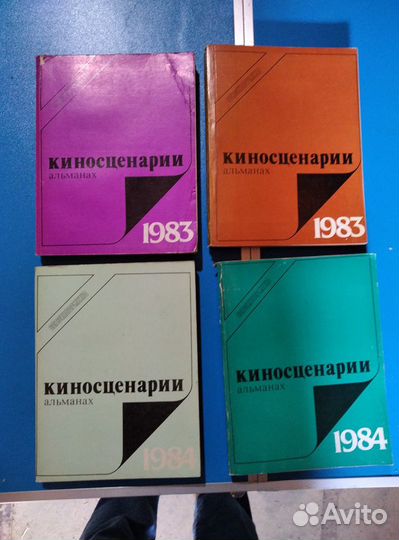 киносценарии
альманах
1983
киносценарии
альманах
1983
киносценарии
альманах
1984
киносценарии
альманах
1984
Avito